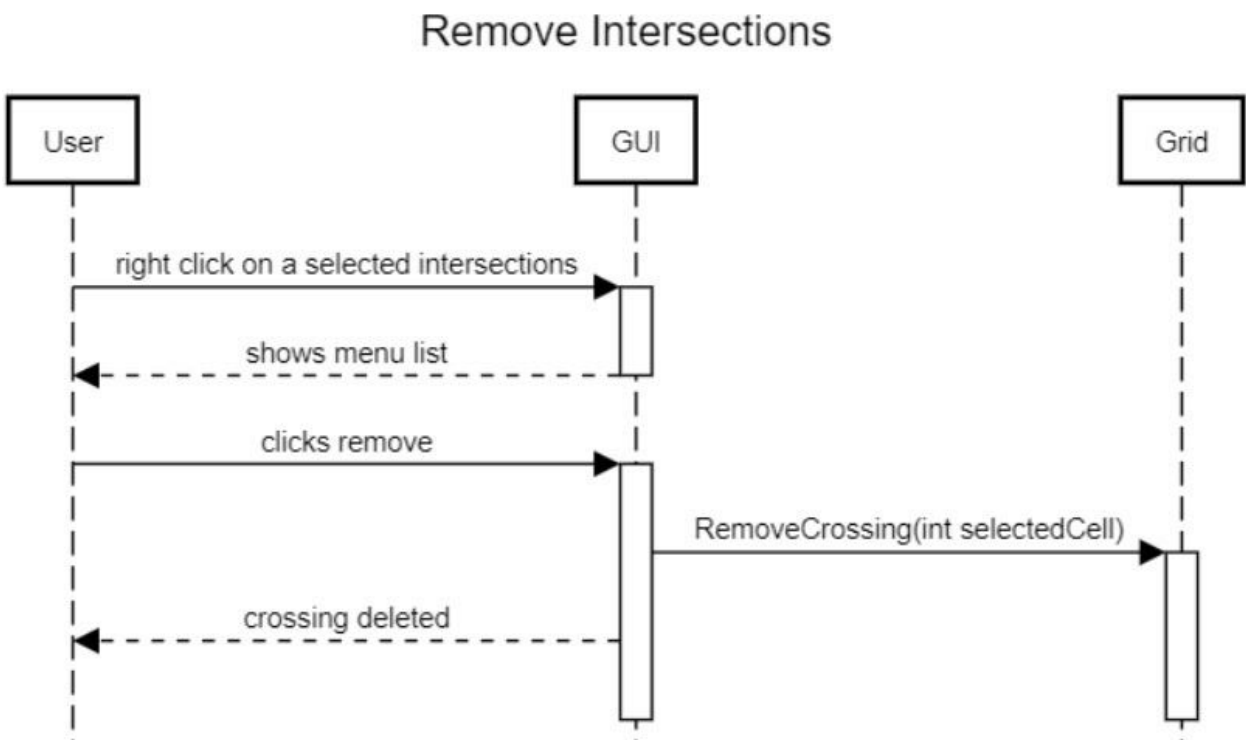 Remove Intersections
User
GUI
Grid
right click on a selected intersections
shows menu list
clicks remove
RemoveCrossing(int selectedCell)
crossing deleted